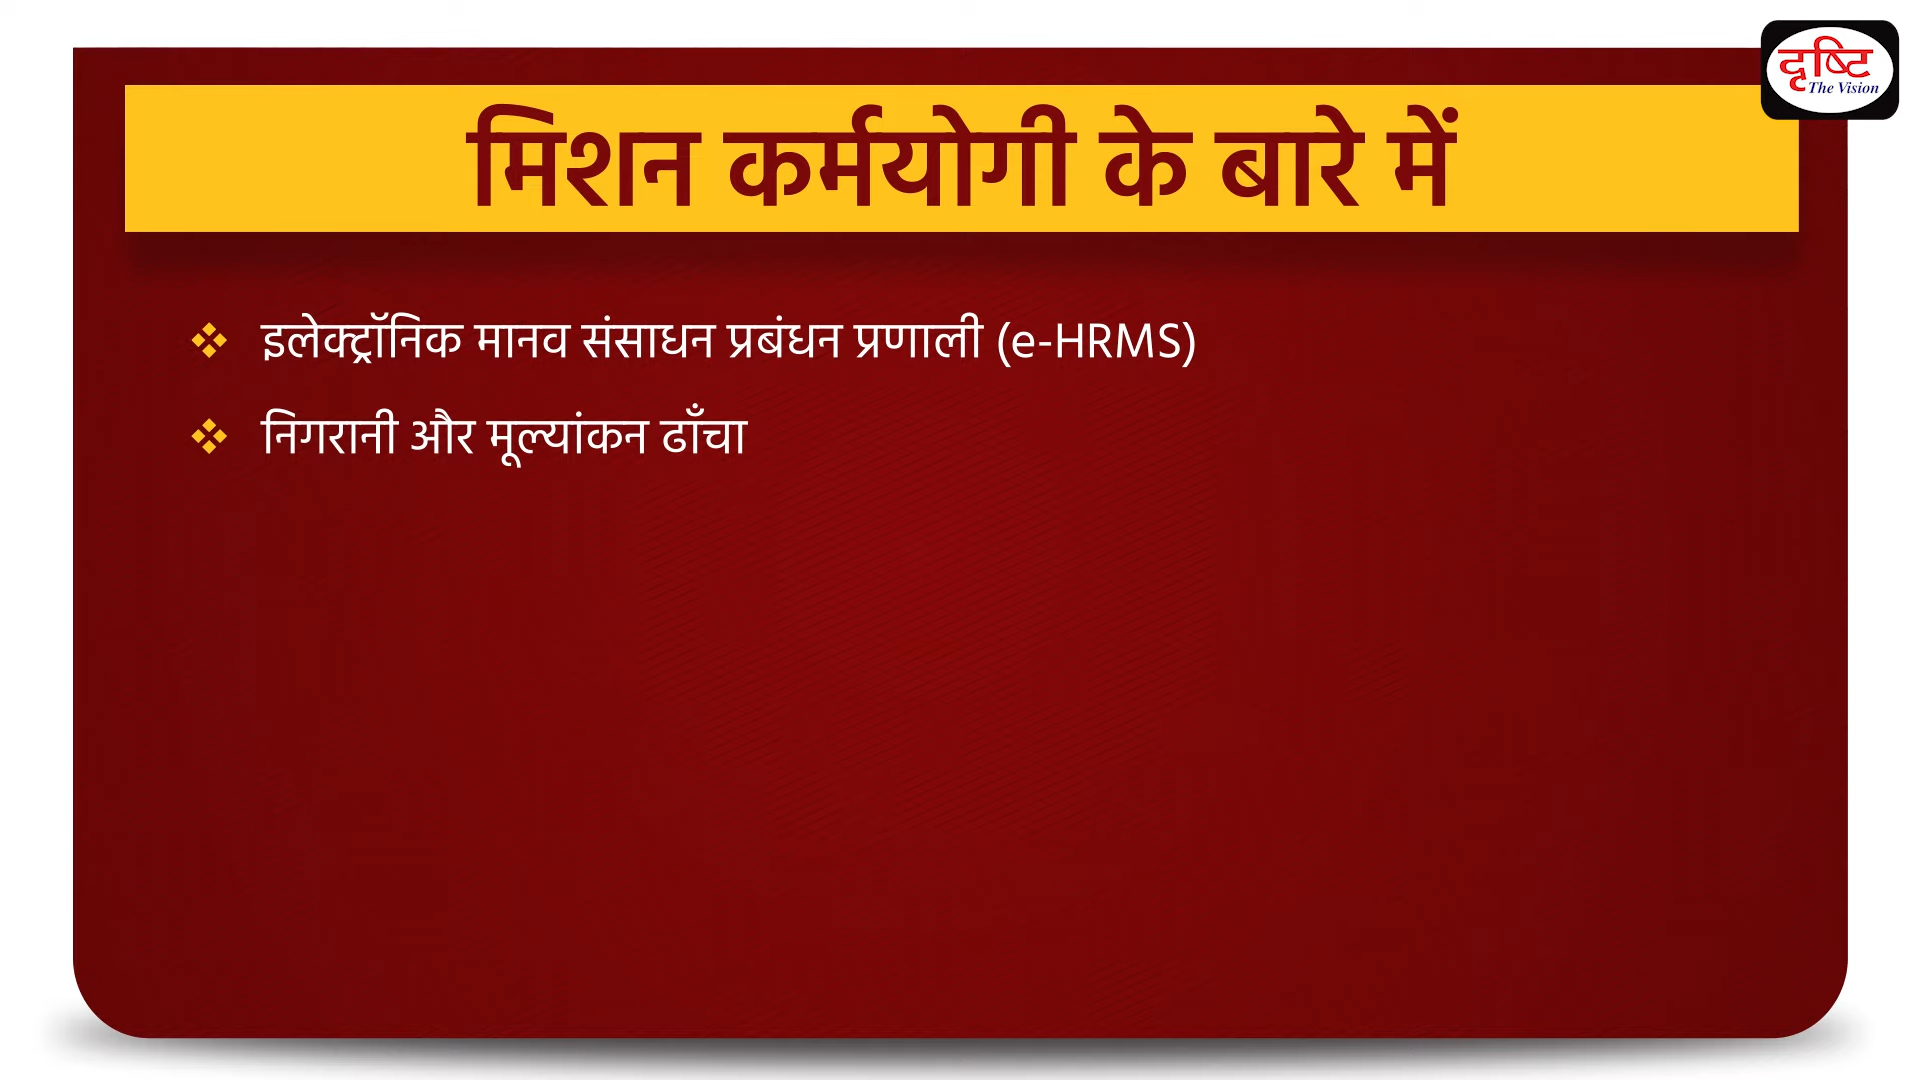 दृष्टि
The Vision
मिशन कर्मयोगी के बारे में
इलेक्ट्रॉनिक मानव संसाधन प्रबंधन प्रणाली (e-HRMS)
निगरानी और मूल्यांकन ढाँचा